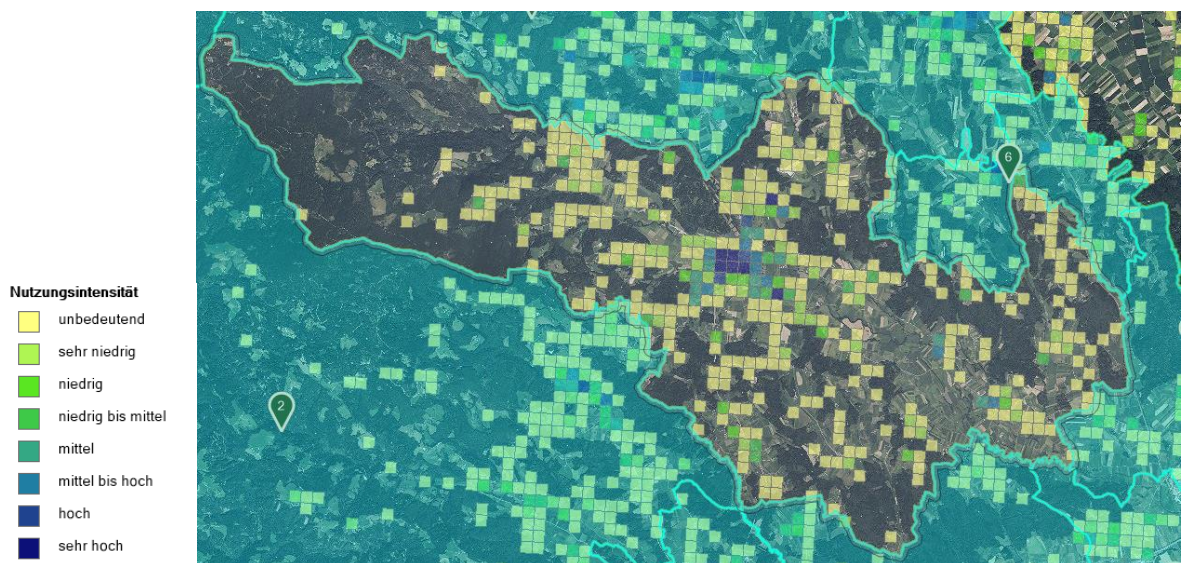 Nutzungsintensität
unbedeutend
sehr niedrig
niedrig
niedrig bis mittel
mittel
mittel bis hoch
hoch
sehr hoch
6
2